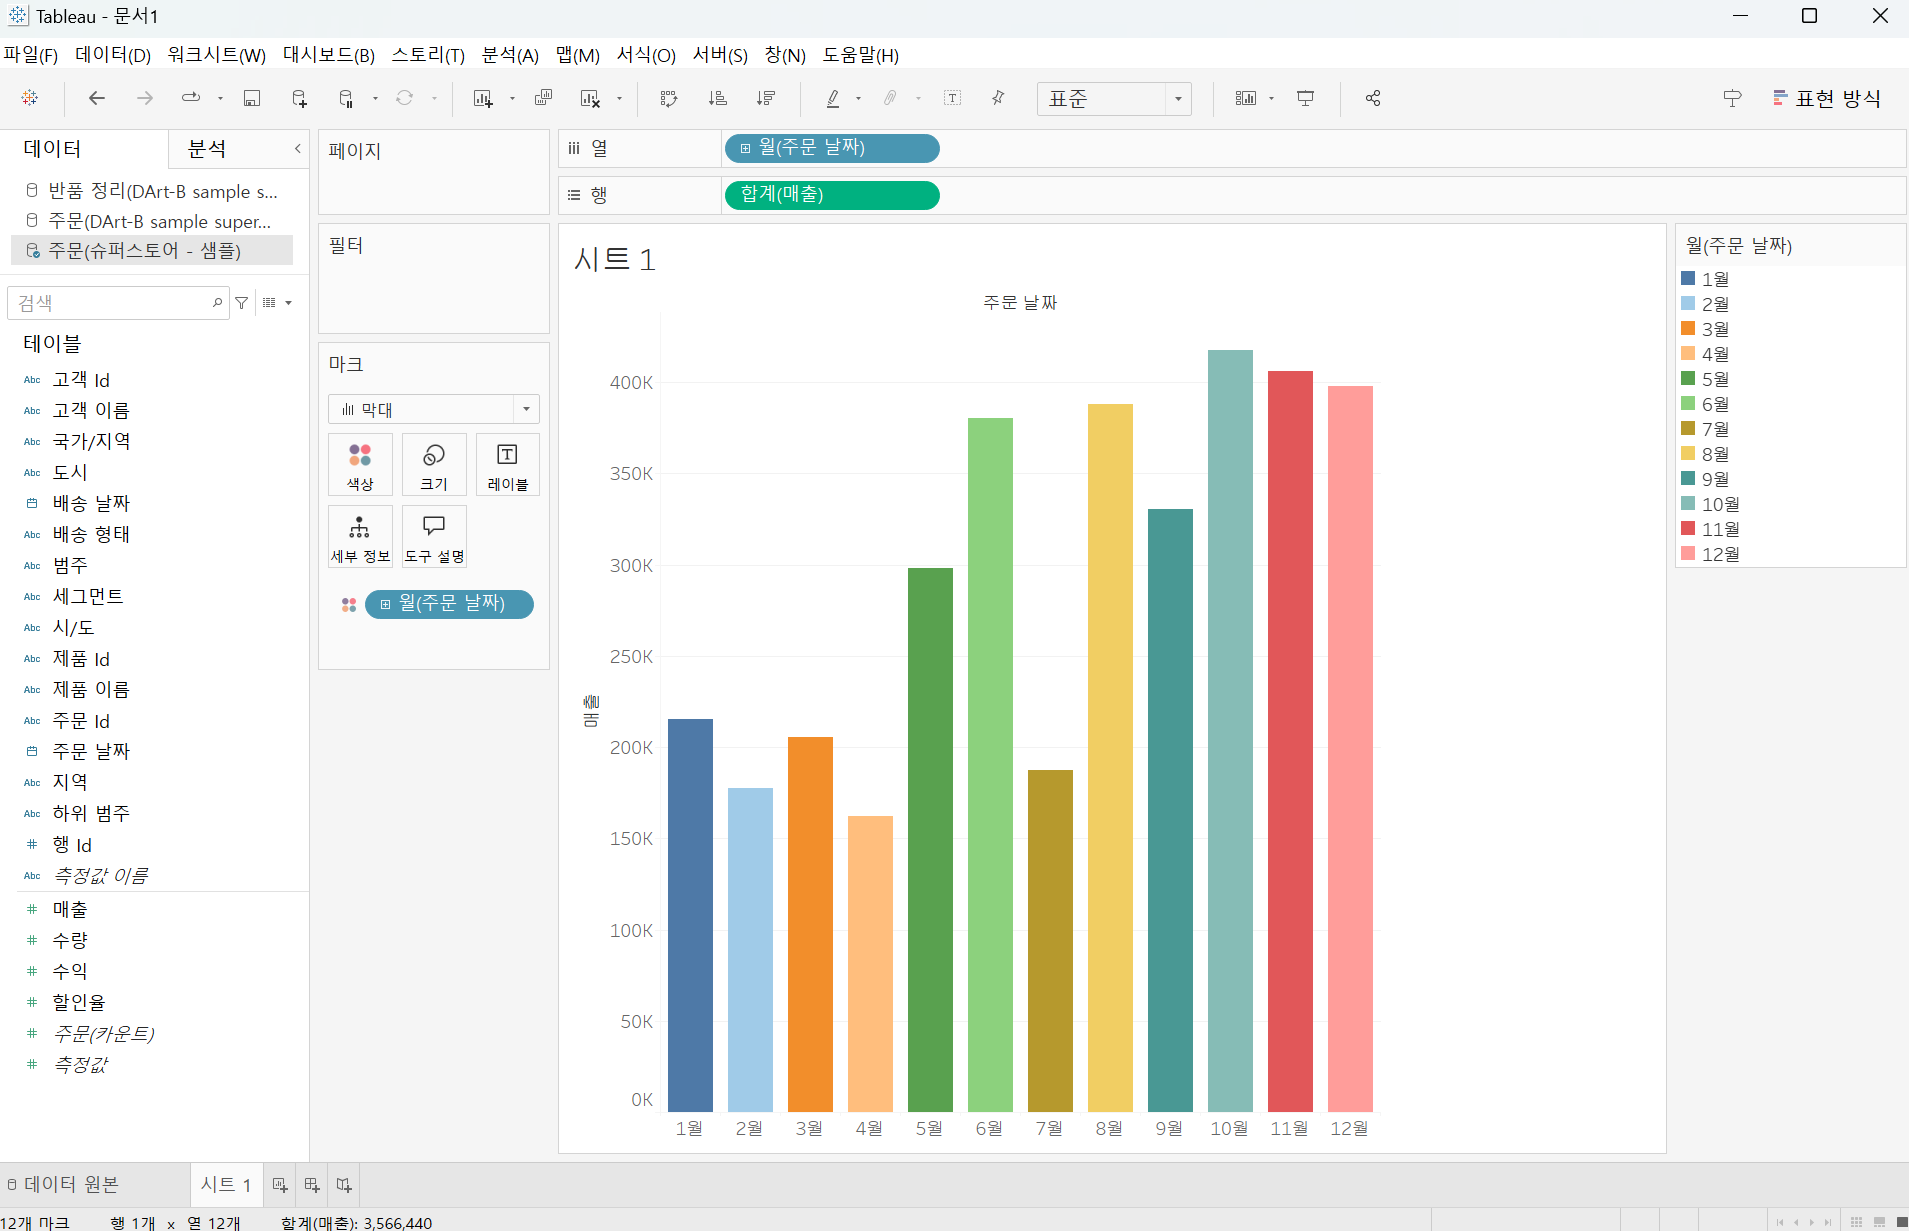 Tableau - 문서1
파일(F) 데이터(D) 워크시트(W) 대시보드(B) 스토리(T) 분석(A) 맵(M) 서식(O) 서버(S) 창(N) 도움말(H)
표준
표현 방식
데이터 분석
반품 정리(DArt-B sample s...
주문(DArt-B sample super...
주문(슈퍼스토어 - 샘플)
검색
테이블
Abc 고객 Id
Abc 고객 이름
Abc 국가/지역
Abc 도시
배송 날짜
Abc 배송 형태
Abc 범주
Abc 세그먼트
Abc 시/도
Abc 제품 Id
Abc 제품 이름
Abc 주문 Id
주문 날짜
Abc 지역
Abc 하위 범주
# 행 Id
Abc 측정값 이름
# 매출
# 수량
# 수익
# 할인율
# 주문(카운트)
# 측정값
페이지
필터
마크
막대
색상 크기 레이블
세부 정보 도구 설명
월(주문 날짜)
열 월(주문 날짜)
행 합계(매출)
시트 1
주문 날짜
400K
350K
300K
250K
200K
150K
100K
50K
0K
매출
1월 2월 3월 4월 5월 6월 7월 8월 9월 10월 11월 12월
월(주문 날짜)
1월
2월
3월
4월
5월
6월
7월
8월
9월
10월
11월
12월
데이터 원본 시트 1
12개 마크 행 1개 x 열 12개 합계(매출): 3,566,440